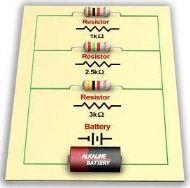 Resistor
1kΩ
Resistor
2.5kΩ
Resistor
3kΩ
Battery
ALKALINE
BATTERY